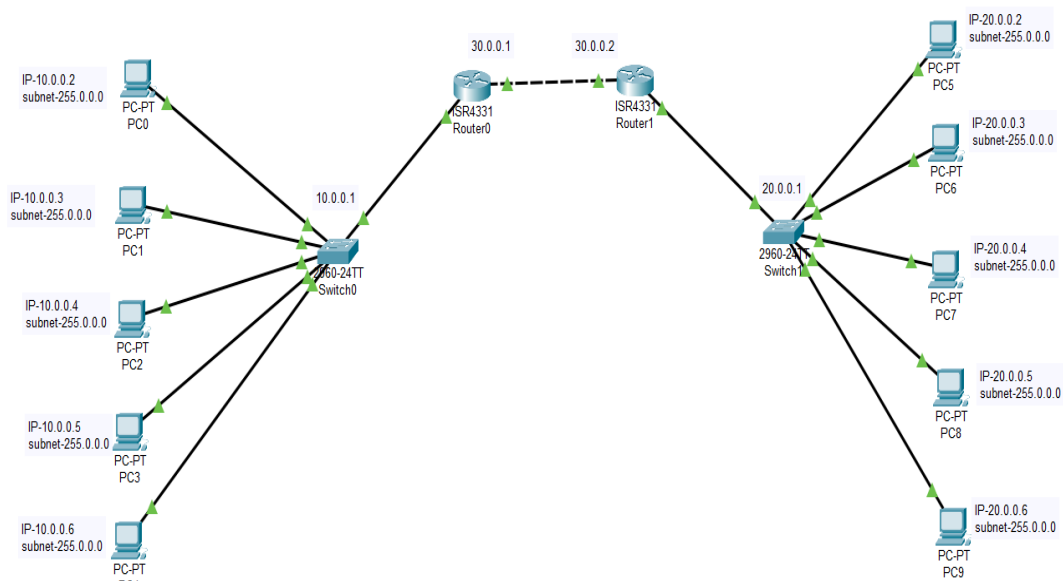 IP-10.0.0.2
subnet-255.0.0.0
PC-PT
PC0
IP-10.0.0.3
subnet-255.0.0.0
PC-PT
PC1
IP-10.0.0.4
subnet-255.0.0.0
PC-PT
PC2
IP-10.0.0.5
subnet-255.0.0.0
PC-PT
PC3
IP-10.0.0.6
subnet-255.0.0.0
PC-PT
10.0.0.1
2960-24TT
Switch0
30.0.0.1
ISR4331
Router0
30.0.0.2
ISR4331
Router1
20.0.0.1
2960-24TT
Switch1
IP-20.0.0.2
subnet-255.0.0.0
PC-PT
PC5
IP-20.0.0.3
subnet-255.0.0.0
PC-PT
PC6
IP-20.0.0.4
subnet-255.0.0.0
PC-PT
PC7
IP-20.0.0.5
subnet-255.0.0.0
PC-PT
PC8
IP-20.0.0.6
subnet-255.0.0.0
PC-PT
PC9